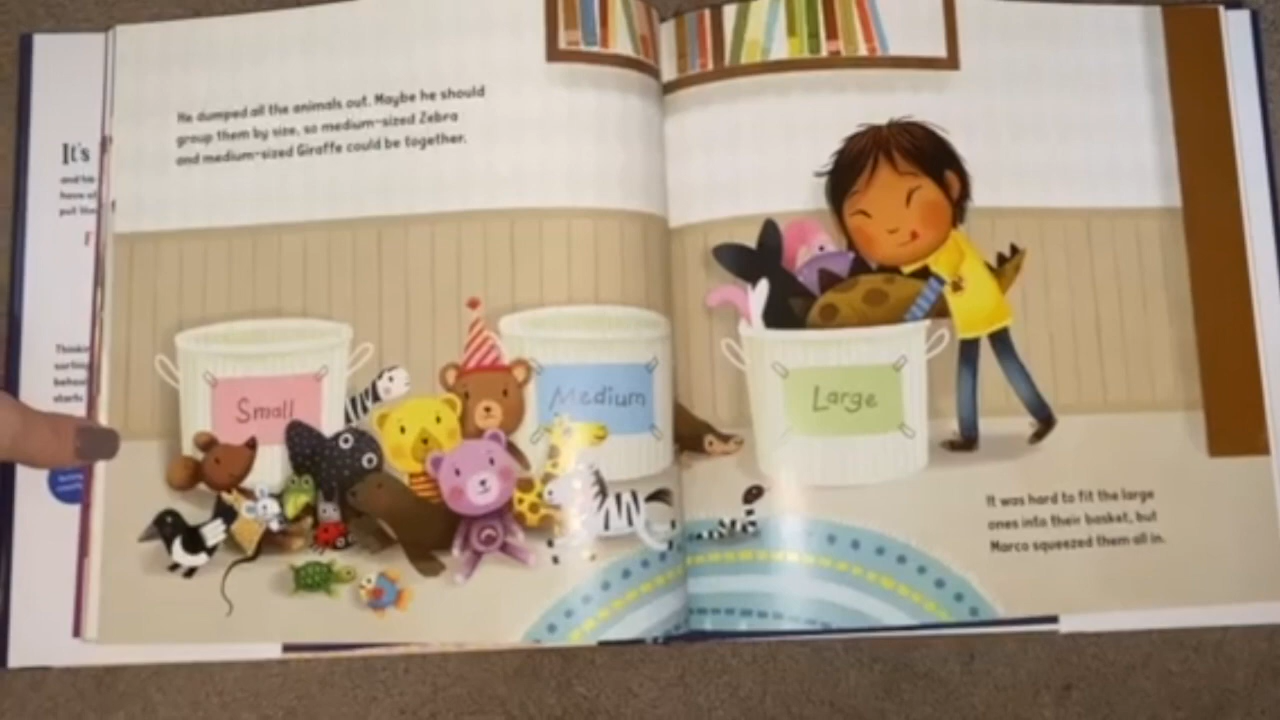 It's
and his
He dumped all the animals out. Maybe he should
group them by size, so medium-sized Zebra
and medium-sized Giraffe could be together.
Small
Medium
Large
It was hard to fit the large
ones into their basket, but
Marco squeezed them all in.